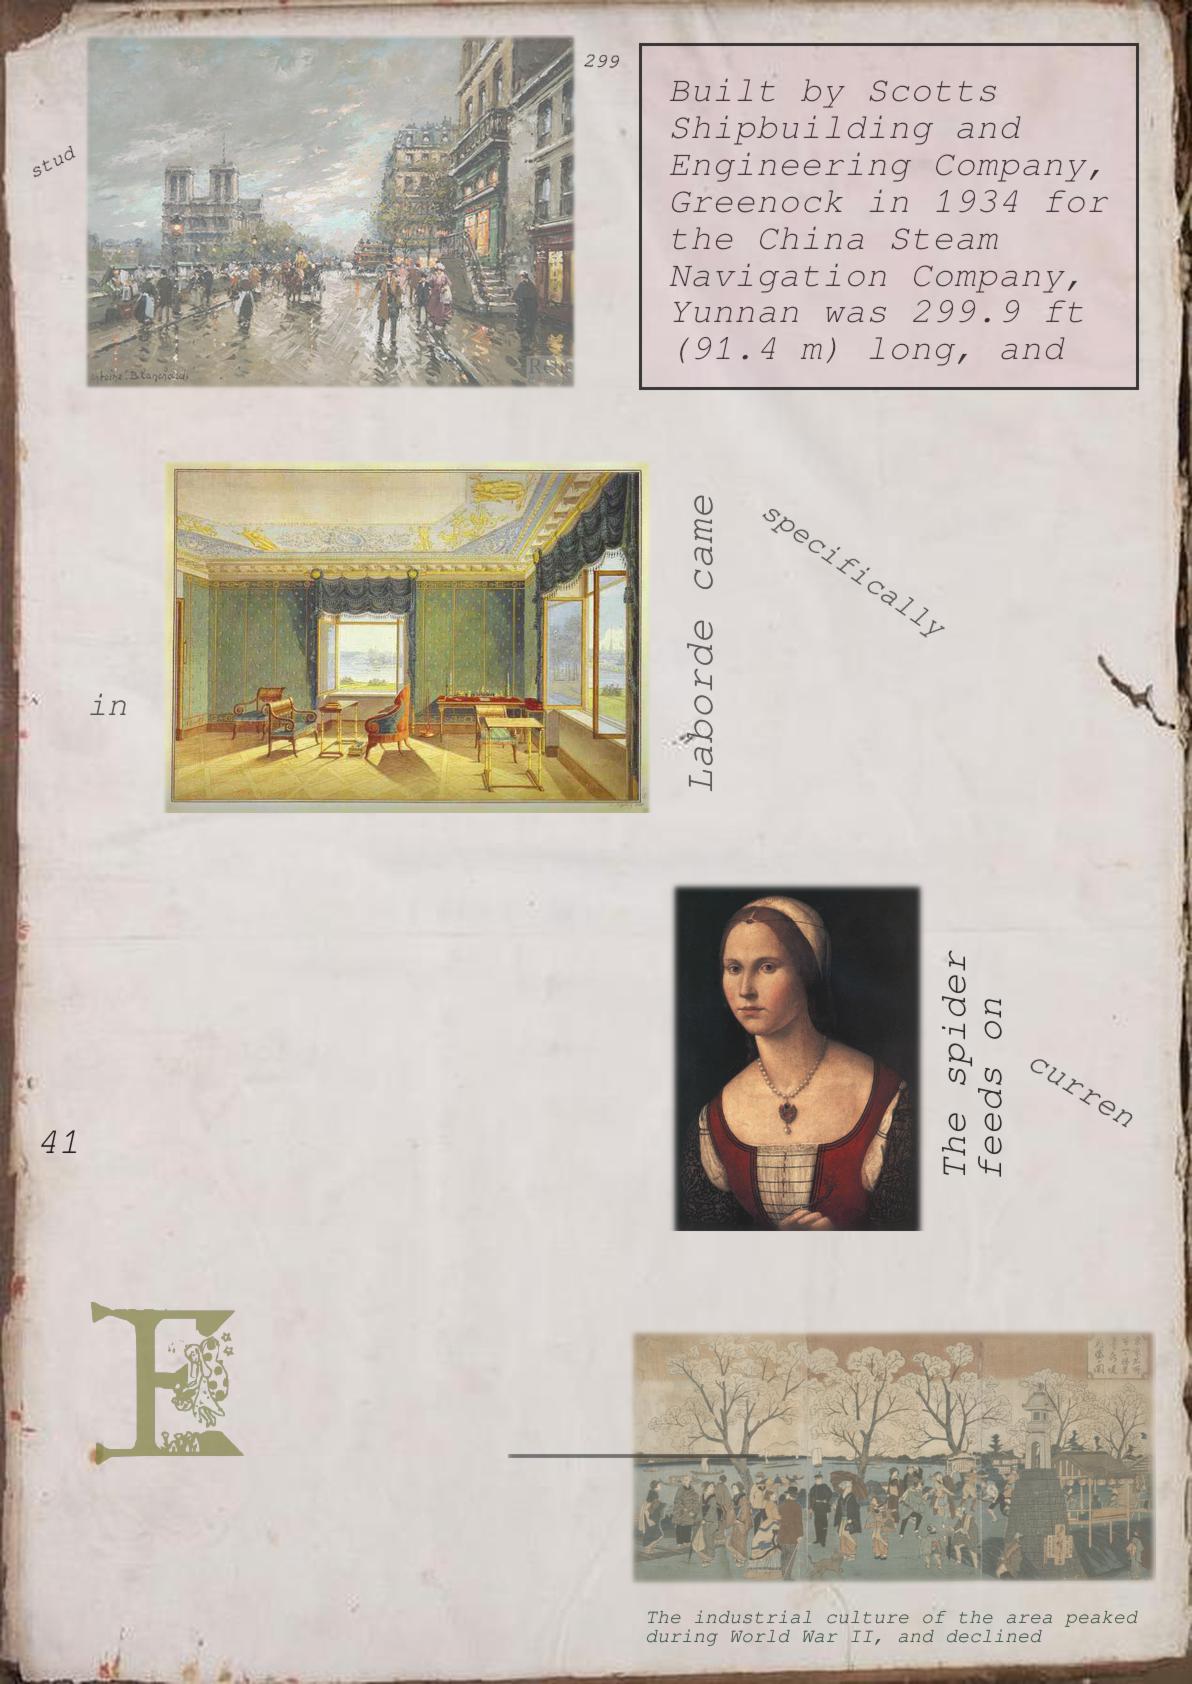 299
stud
Built by Scotts
Shipbuilding and
Engineering Company,
Greenock in 1934 for
the China Steam
Navigation Company,
Yunnan was 299.9 ft
(91.4 m) long, and
specifically
Laborde came
in
The spider
feeds on
curren
41
E
The industrial culture of the area peaked
during World War II, and declined